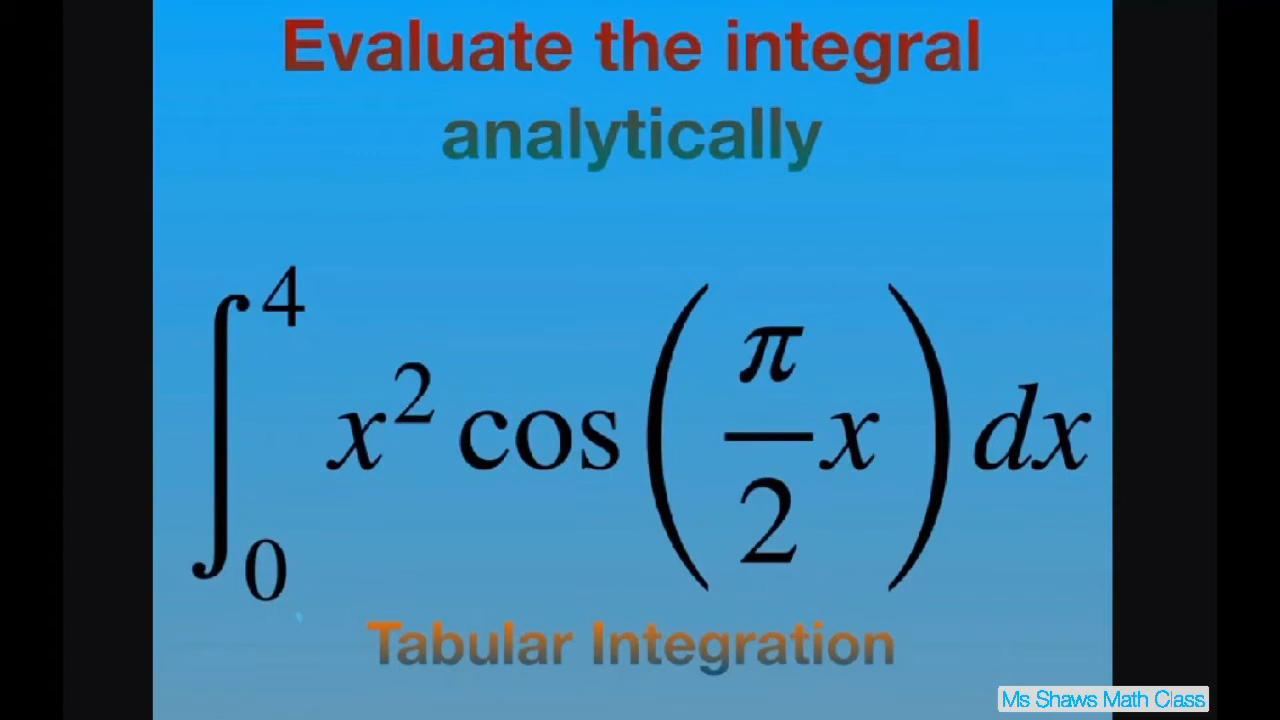 Evaluate the integral
analytically
∫₀⁴ x² cos(π/2 x) dx
Tabular Integration
Ms Shaws Math Class